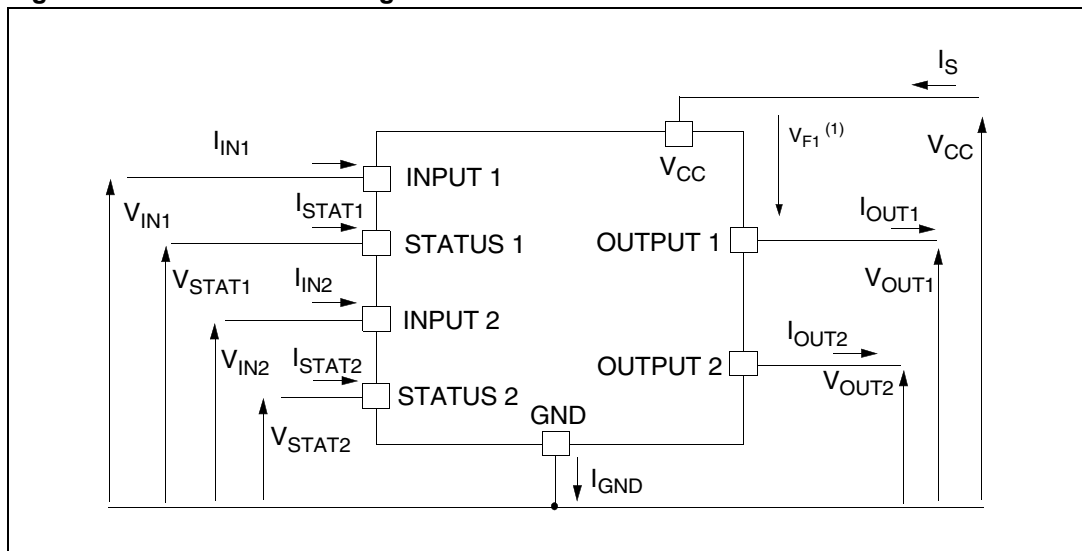 I_S
V_F1 (1)
V_CC
V_CC
I_IN1
INPUT 1
V_IN1
I_STAT1
STATUS 1
OUTPUT 1
I_OUT1
V_STAT1
V_OUT1
I_IN2
INPUT 2
I_OUT2
V_IN2
I_STAT2
OUTPUT 2
V_OUT2
STATUS 2
GND
V_STAT2
I_GND